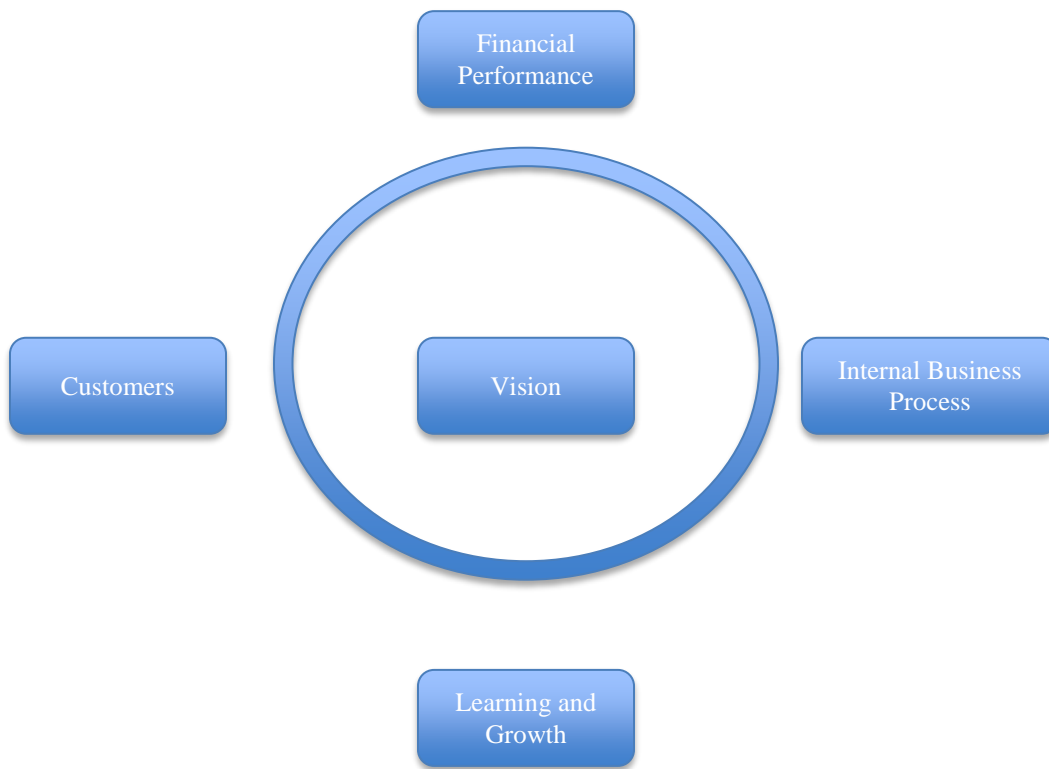 Financial
Performance
Customers
Vision
Internal Business
Process
Learning and
Growth